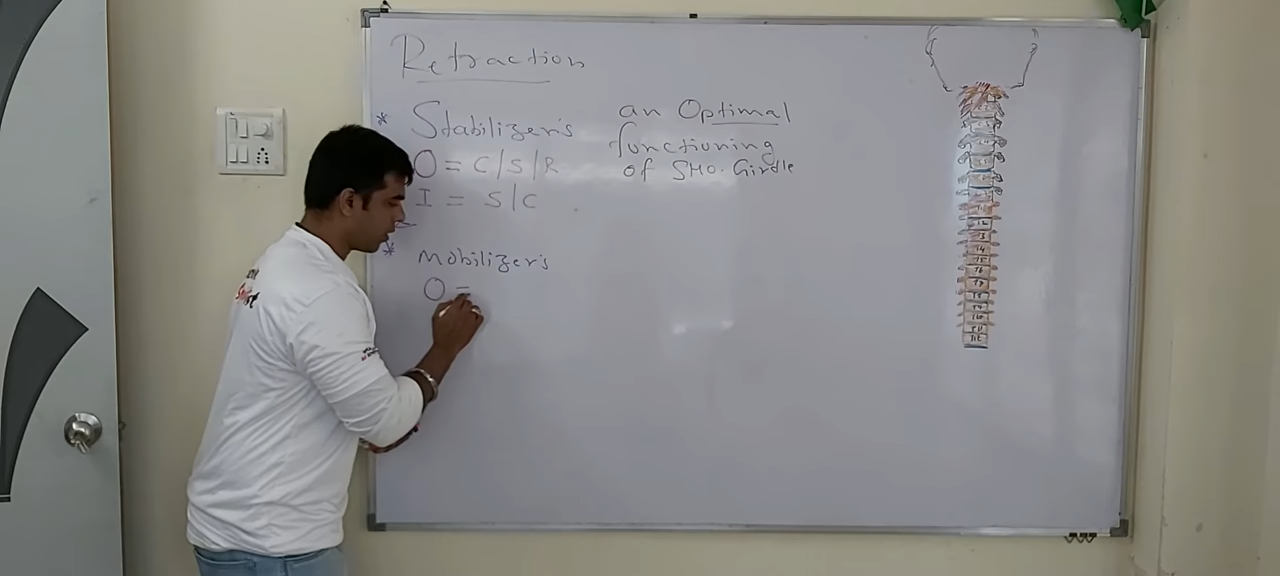 Retraction
* Stabilizer's
O = C/S/R
I = S/C
an Optimal
functioning
of SHO. Girdle
* Mobilizer's
O =